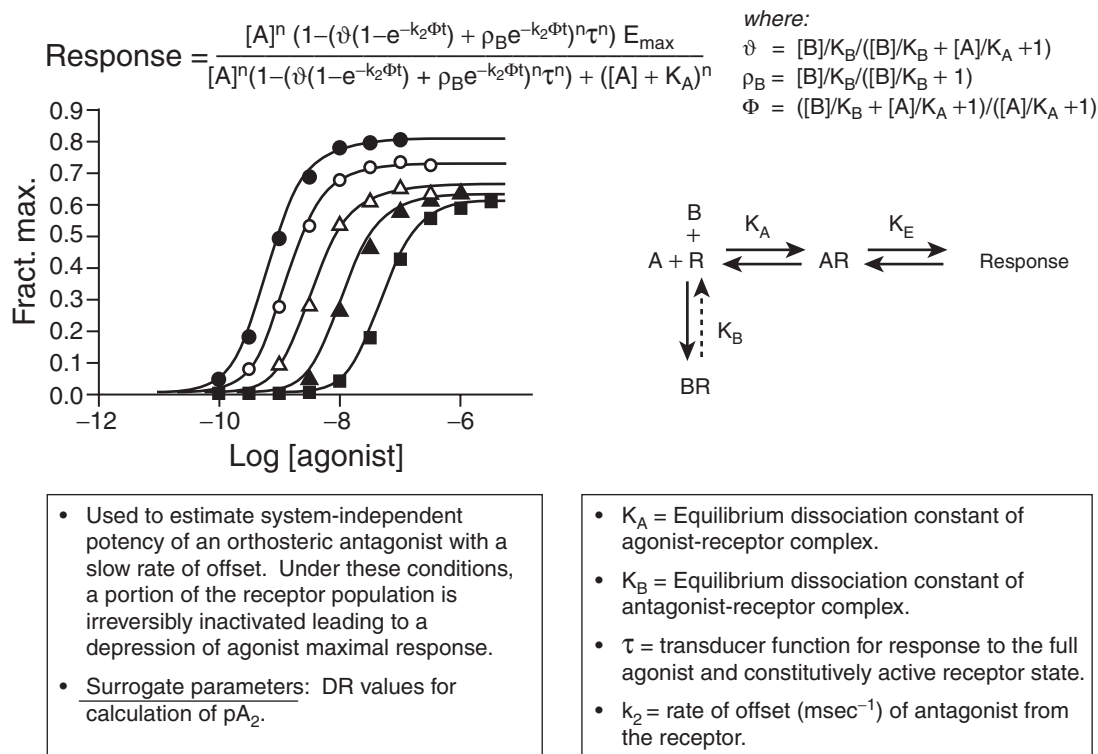 Response = [A]ⁿ (1–(ϑ(1–e^–k₂Φt) + ρ_B e^–k₂Φt)ⁿτⁿ) E_max
[A]ⁿ(1–(ϑ(1–e^–k₂Φt) + ρ_B e^–k₂Φt)ⁿτⁿ) + ([A] + K_A)ⁿ
where:
ϑ = [B]/K_B/([B]/K_B + [A]/K_A +1)
ρ_B = [B]/K_B/([B]/K_B + 1)
Φ = ([B]/K_B + [A]/K_A +1)/([A]/K_A +1)
Fract. max.
0.9
0.8
0.7
0.6
0.5
0.4
0.3
0.2
0.1
0.0
–12
–10
–8
–6
Log [agonist]
B
+
A + R
K_A
AR
K_E
Response
K_B
BR
• Used to estimate system-independent
potency of an orthosteric antagonist with a
slow rate of offset. Under these conditions,
a portion of the receptor population is
irreversibly inactivated leading to a
depression of agonist maximal response.
• Surrogate parameters: DR values for
calculation of pA₂.
• K_A = Equilibrium dissociation constant of
agonist-receptor complex.
• K_B = Equilibrium dissociation constant of
antagonist-receptor complex.
• τ = transducer function for response to the full
agonist and constitutively active receptor state.
• k₂ = rate of offset (msec⁻¹) of antagonist from
the receptor.